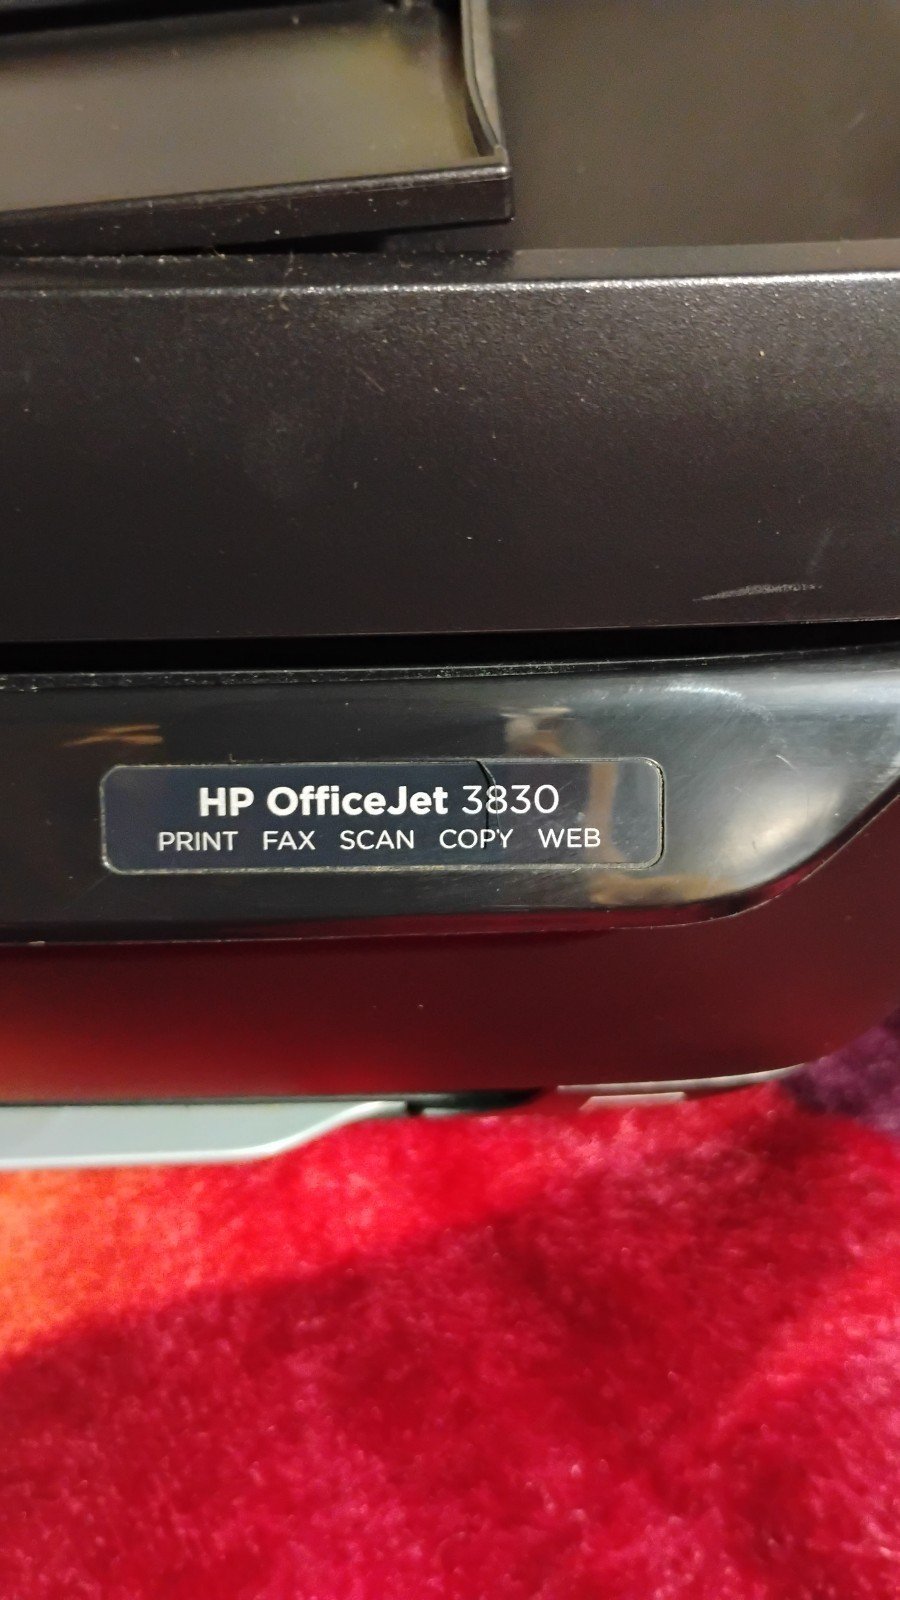 HP OfficeJet 3830
PRINT FAX SCAN COPY WEB